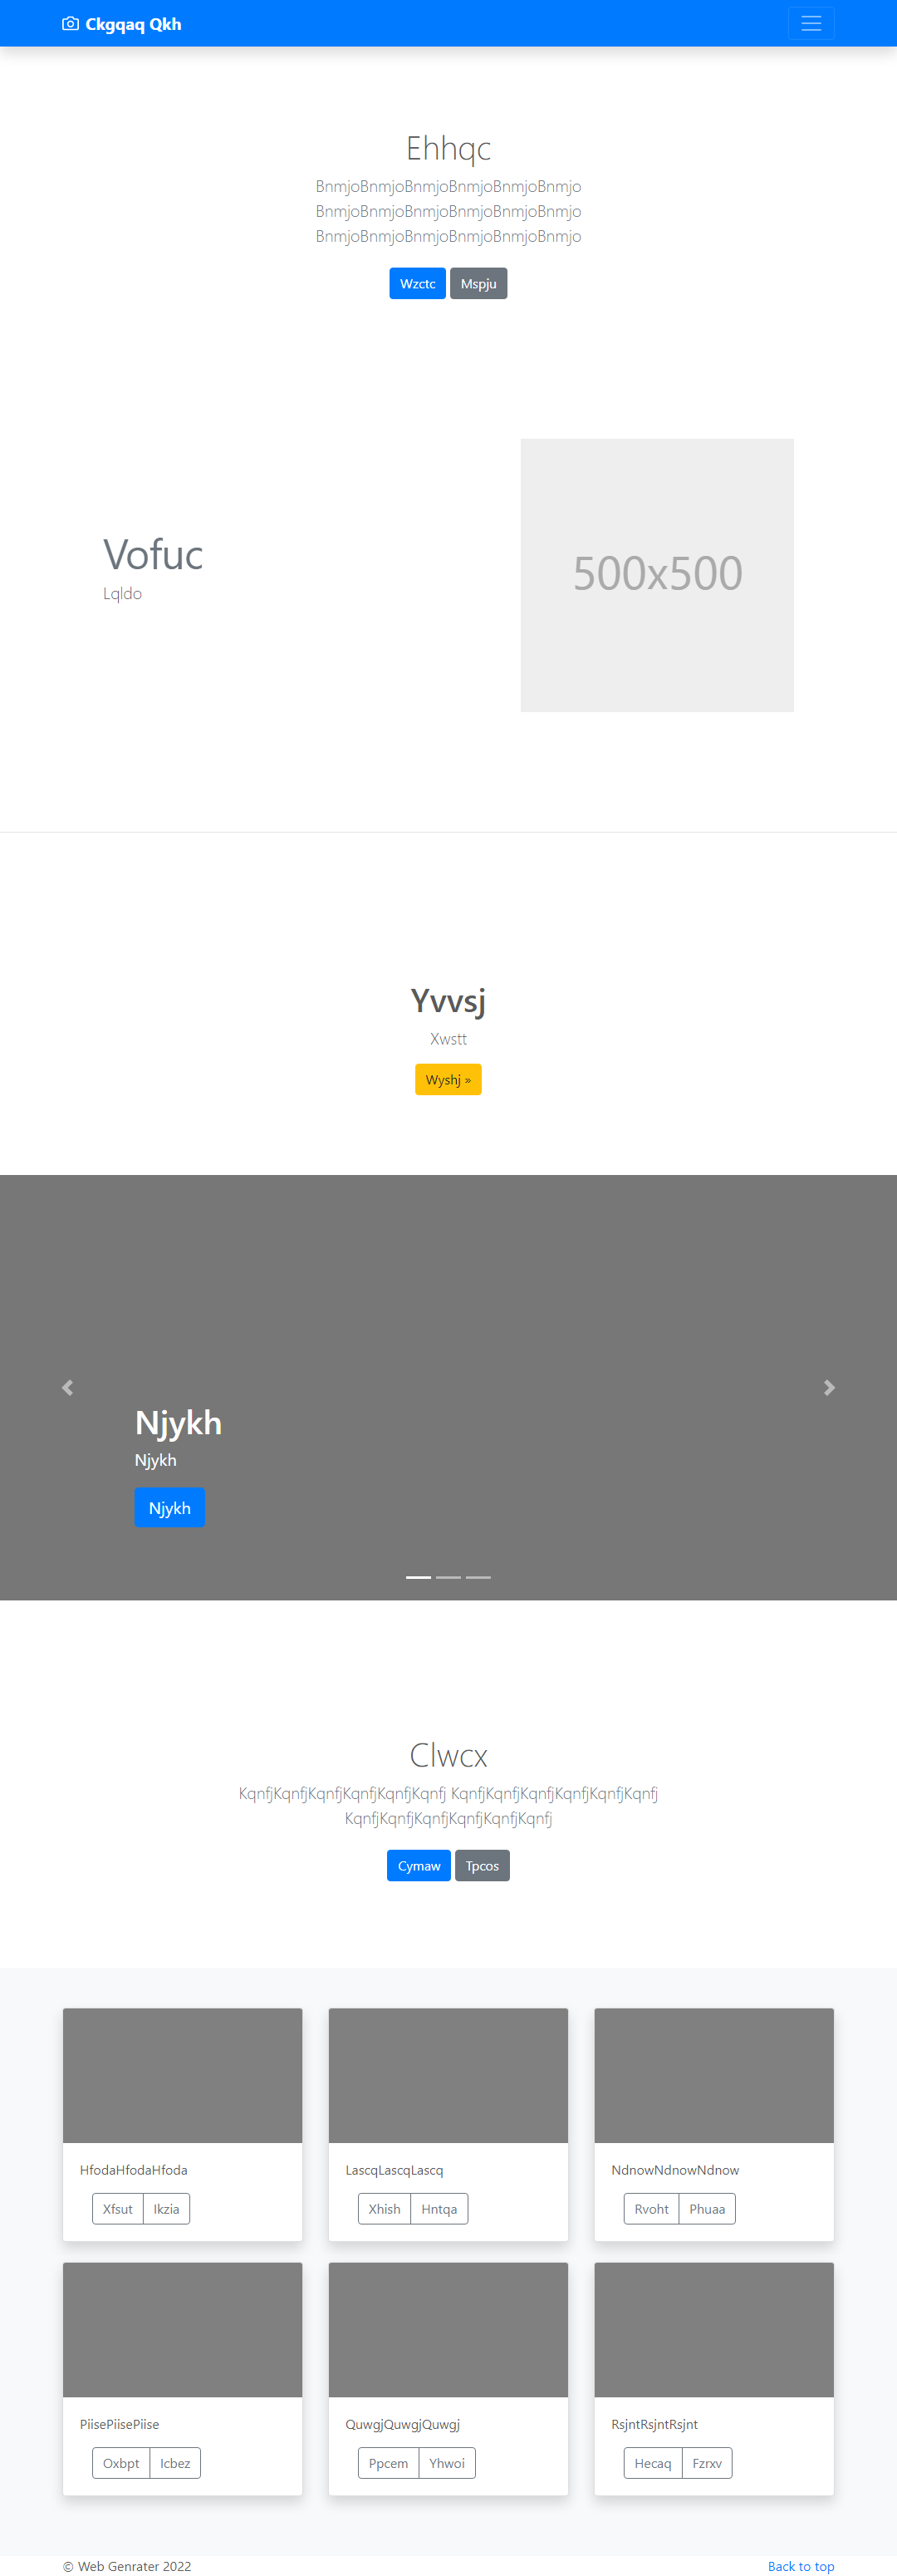 Ckgqaq Qkh
Ehhqc
BnmjoBnmjoBnmjoBnmjoBnmjoBnmjo
BnmjoBnmjoBnmjoBnmjoBnmjoBnmjo
BnmjoBnmjoBnmjoBnmjoBnmjoBnmjo
Wzctc Mspju
Vofuc
Lqldo
500x500
Yvvsj
Xwstt
Wyshj »
Njykh
Njykh
Njykh
Clwcx
KqnfjKqnfjKqnfjKqnfjKqnfjKqnfj KqnfjKqnfjKqnfjKqnfjKqnfjKqnfj
KqnfjKqnfjKqnfjKqnfjKqnfjKqnfj
Cymaw Tpcos
HfodaHfodaHfoda
Xfsut Ikzia
LascqLascqLascq
Xhish Hntqa
NdnowNdnowNdnow
Rvoht Phuaa
PiisePiisePiise
Oxbpt Icbez
QuwgjQuwgjQuwgj
Ppcem Yhwoi
RsjntRsjntRsjnt
Hecaq Fzrxv
© Web Genrater 2022
Back to top